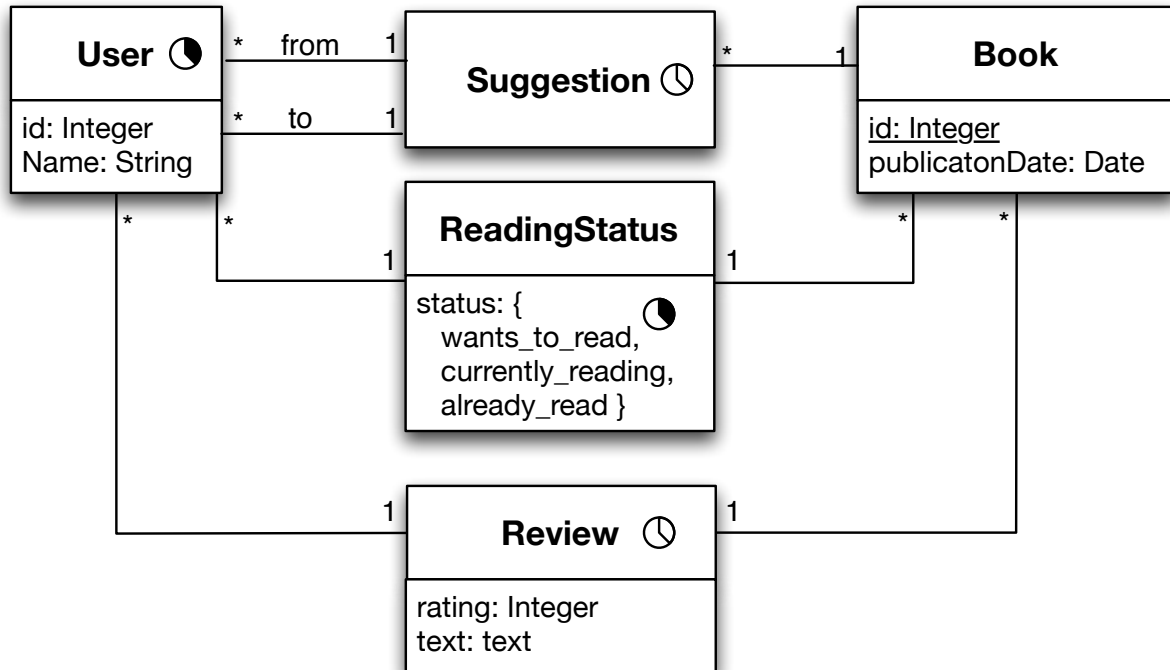 User
id: Integer
Name: String
* from 1
* to 1
Suggestion
* 1
Book
id: Integer
publicatonDate: Date
*
*
1
ReadingStatus
status: {
wants_to_read,
currently_reading,
already_read }
1
*
*
1
Review
rating: Integer
text: text
1